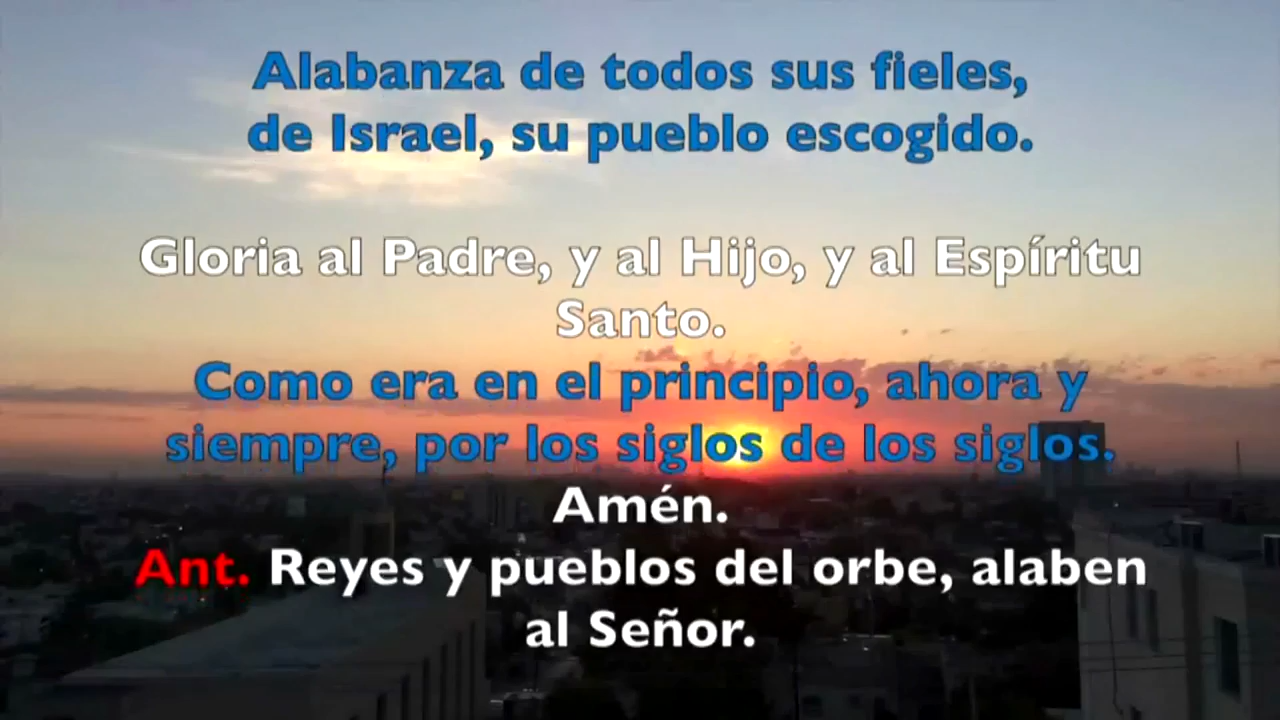 Alabanza de todos sus fieles,
de Israel, su pueblo escogido.
Gloria al Padre, y al Hijo, y al Espíritu
Santo.
Como era en el principio, ahora y
siempre, por los siglos de los siglos.
Amén.
Ant. Reyes y pueblos del orbe, alaben
al Señor.